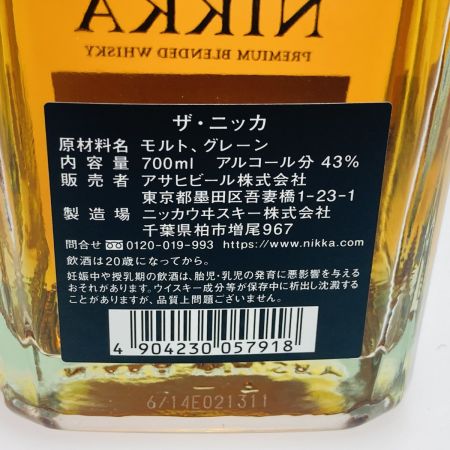 NIKKA
PREMIUM BLENDED WHISKY
ザ・ニッカ
原材料名 モルト、グレーン
内容量 700ml アルコール分 43%
販売者 アサヒビール株式会社
東京都墨田区吾妻橋1-23-1
製造場 ニッカウヰスキー株式会社
千葉県柏市増尾967
問合せ 0120-019-993 https://www.nikka.com
飲酒は20歳になってから。
妊娠中や授乳期の飲酒は、胎児・乳児の発育に悪影響を与える
おそれがあります。ウイスキー成分等が保存中に析出し沈澱する
ことがありますが、品質上問題ございません。
4 904230 057918
6/14E021311